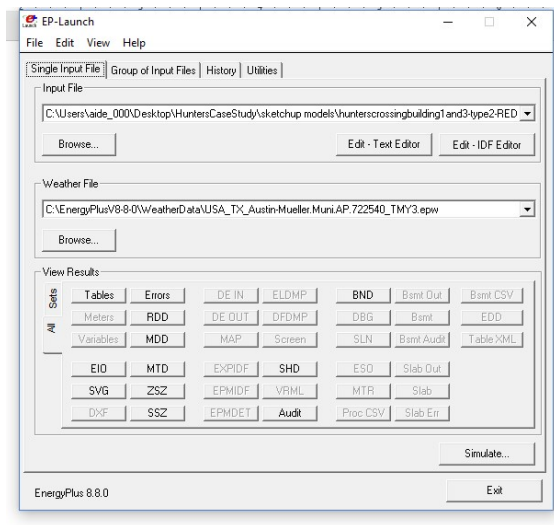 EP-Launch
File Edit View Help
Single Input File Group of Input Files History Utilities
Input File
C:\Users\aide_000\Desktop\HuntersCaseStudy\sketchup models\hunterscrossingbuilding1and3-type2-RED
Browse... Edit - Text Editor Edit - IDF Editor
Weather File
C:\EnergyPlusV8-8-0\WeatherData\USA_TX_Austin-Mueller.Muni.AP.722540_TMY3.epw
Browse...
View Results
Sets
All
Tables Errors DE IN ELDMP BND Bsmt Out Bsmt CSV
Meters RDD DE OUT DFDMP DBG Bsmt EDD
Variables MDD MAP Screen SLN Bsmt Audit Table XML
EIO MTD EXPIDF SHD ESO Slab Out
SVG ZSZ EPMIDF VRML MTR Slab
DXF SSZ EPMDET Audit Proc CSV Slab Err
Simulate...
EnergyPlus 8.8.0 Exit